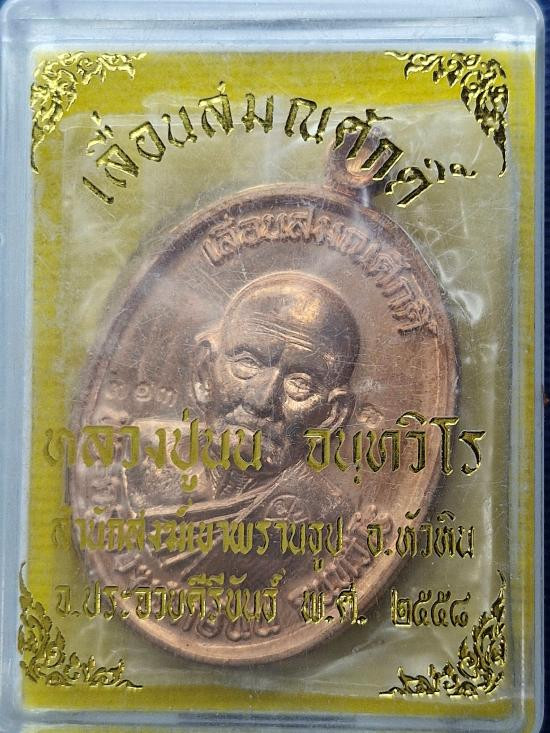 เลื่อนสมณศักดิ์
เลื่อนสมณศักดิ์
หลวงปู่นน จนฺทวิโร
สำนักสงฆ์เขาพรานธูป อ.หัวหิน
จ.ประจวบคีรีขันธ์ พ.ศ. ๒๕๕๘